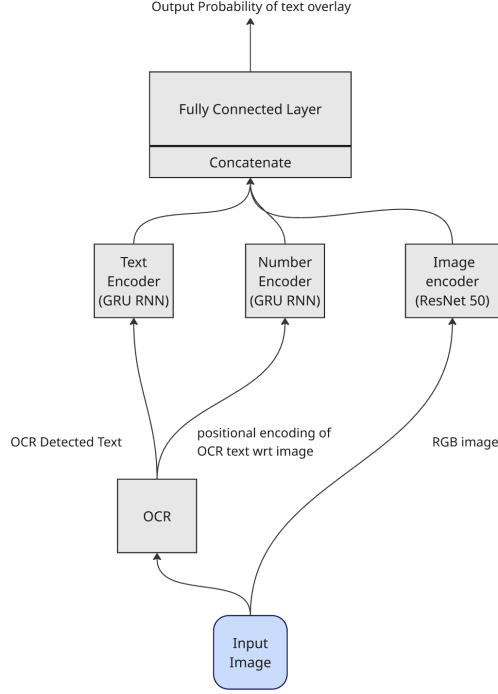 Output Probability of text overlay
Fully Connected Layer
Concatenate
Text
Encoder
(GRU RNN)
Number
Encoder
(GRU RNN)
Image
encoder
(ResNet 50)
OCR Detected Text
positional encoding of
OCR text wrt image
RGB image
OCR
Input
Image